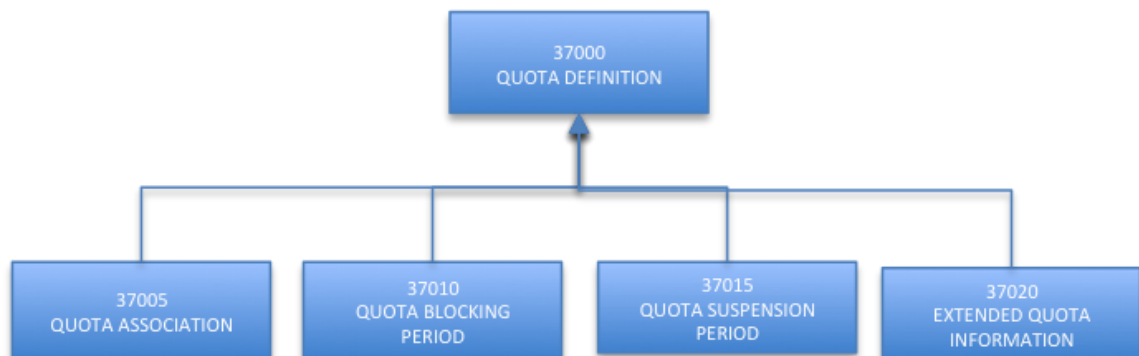 37000
QUOTA DEFINITION
37005
QUOTA ASSOCIATION
37010
QUOTA BLOCKING
PERIOD
37015
QUOTA SUSPENSION
PERIOD
37020
EXTENDED QUOTA
INFORMATION